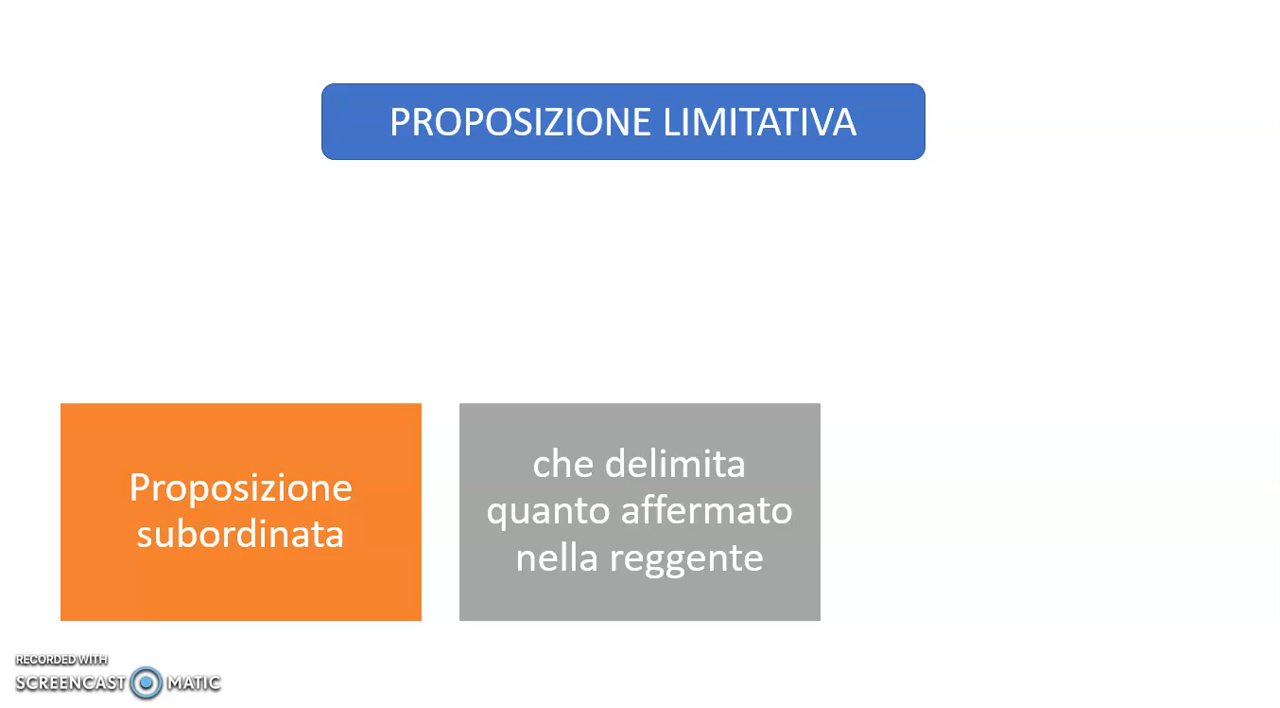 PROPOSIZIONE LIMITATIVA
Proposizione
subordinata
che delimita
quanto affermato
nella reggente
RECORDED WITH
SCREENCAST MATIC